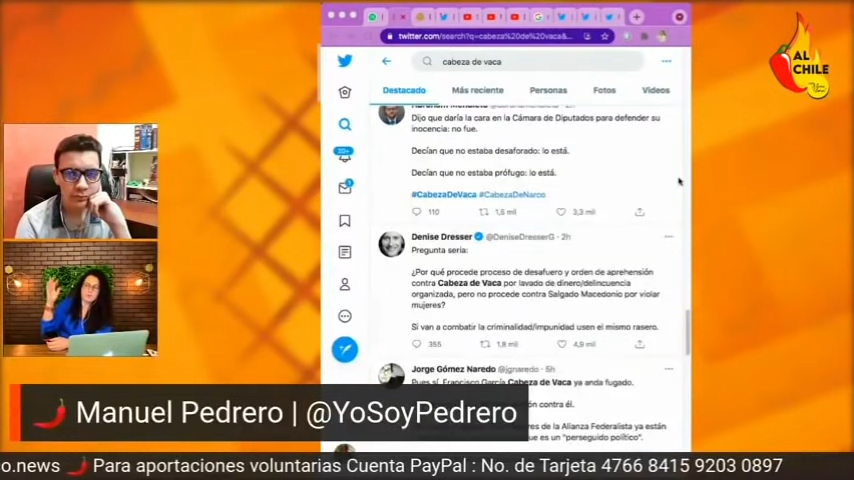 twitter.com/search?q=cabeza%20de%20vaca&...
cabeza de vaca
Destacado Más reciente Personas Fotos Videos
Dijo que daría la cara en la Cámara de Diputados para defender su
inocencia: no fue.
Decían que no estaba desaforado: lo está.
Decían que no estaba prófugo: lo está.
#CabezaDeVaca #CabezaDeNarco
110 1,5 mil 3,3 mil
Denise Dresser @DeniseDresserG · 2h
Pregunta seria:
¿Por qué procede proceso de desafuero y orden de aprehensión
contra Cabeza de Vaca por lavado de dinero/delincuencia
organizada, pero no procede contra Salgado Macedonio por violar
mujeres?
Si van a combatir la criminalidad/impunidad usen el mismo rasero.
355 1,8 mil 4,9 mil
Jorge Gómez Naredo @jgnaredo · 5h
Pues sí, Francisco García Cabeza de Vaca ya anda fugado.
ón contra él.
res de la Alianza Federalista ya están
ue es un "perseguido político".
20+
AL
CHILE
Manuel Pedrero | @YoSoyPedrero
co.news Para aportaciones voluntarias Cuenta PayPal : No. de Tarjeta 4766 8415 9203 0897